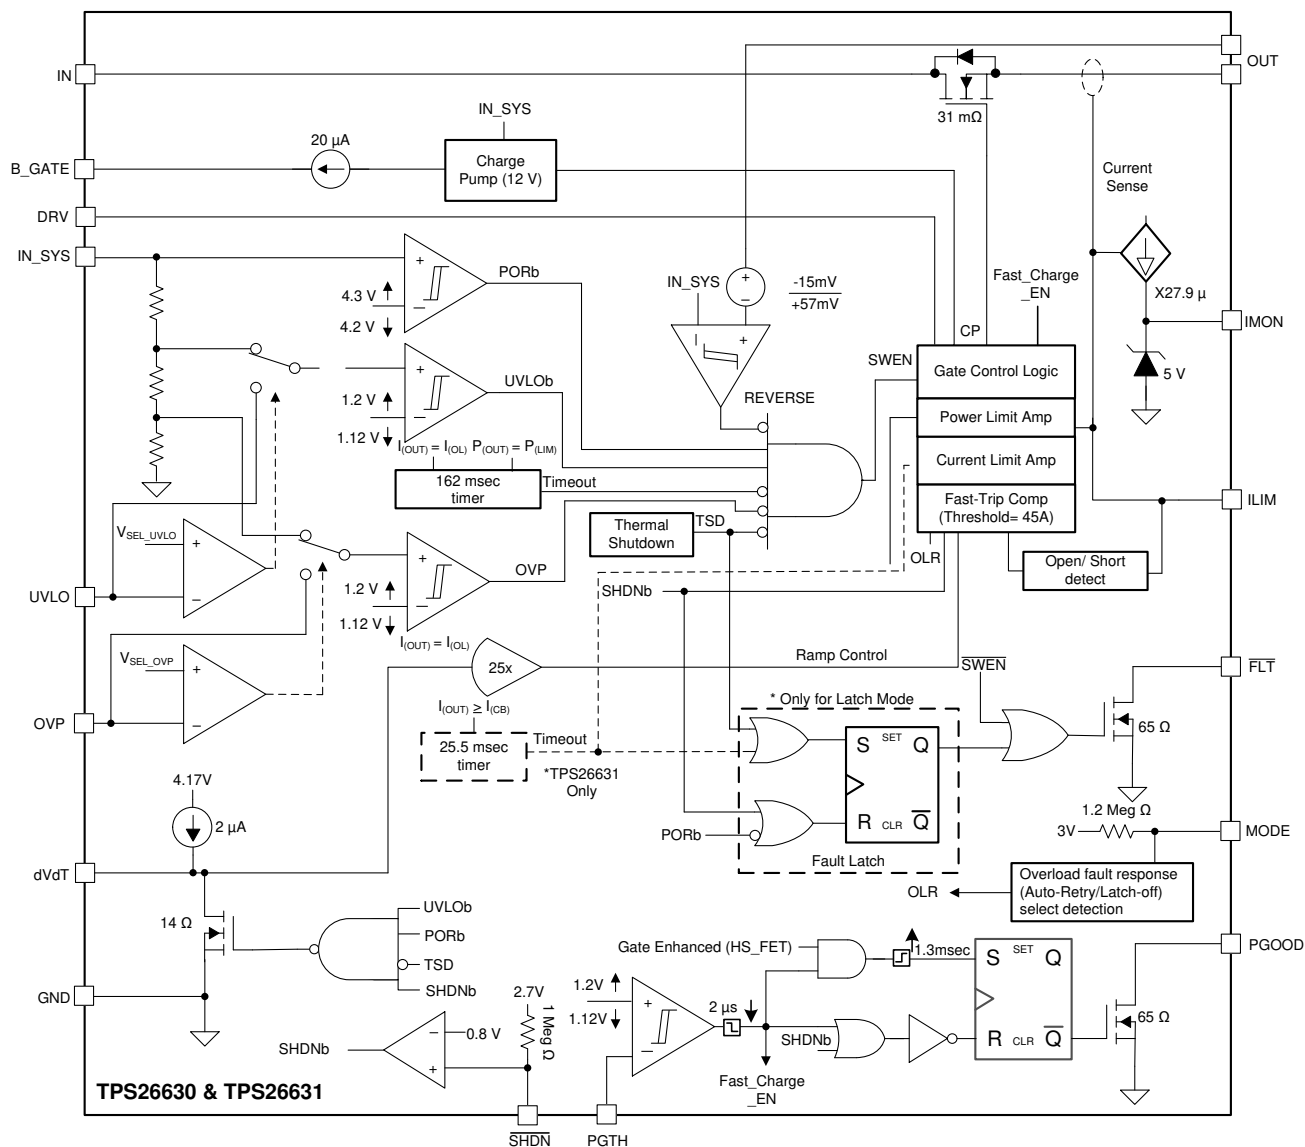 IN
OUT
IN_SYS
20 µA
31 mΩ
B_GATE
Charge
Pump (12 V)
Current
Sense
DRV
IN_SYS
PORb
IN_SYS
-15mV
+57mV
Fast_Charge
_EN
X27.9 µ
4.3 V
4.2 V
CP
IMON
SWEN
Gate Control Logic
5 V
UVLOb
REVERSE
1.2 V
1.12 V
Power Limit Amp
I(OUT) = I(OL)
P(OUT) = P(LIM)
Current Limit Amp
162 msec
timer
Timeout
Fast-Trip Comp
(Threshold= 45A)
ILIM
VSEL_UVLO
Thermal
Shutdown
TSD
OLR
Open/ Short
detect
OVP
1.2 V
1.12 V
SHDNb
UVLO
I(OUT) = I(OL)
VSEL_OVP
25x
Ramp Control
SWEN
FLT
* Only for Latch Mode
I(OUT) ≥ I(CB)
OVP
65 Ω
25.5 msec
timer
Timeout
*TPS26631
Only
S
SET
Q
4.17V
2 µA
1.2 Meg Ω
R
CLR
Q
PORb
3V
MODE
Fault Latch
dVdT
Overload fault response
(Auto-Retry/Latch-off)
select detection
OLR
UVLOb
14 Ω
PORb
Gate Enhanced (HS_FET)
1.3msec
PGOOD
TSD
S
SET
Q
SHDNb
GND
2.7V
1.2V
1.12V
2 µs
65 Ω
0.8 V
1 Meg Ω
SHDNb
SHDNb
R
CLR
Q
Fast_Charge
_EN
TPS26630 & TPS26631
SHDN
PGTH